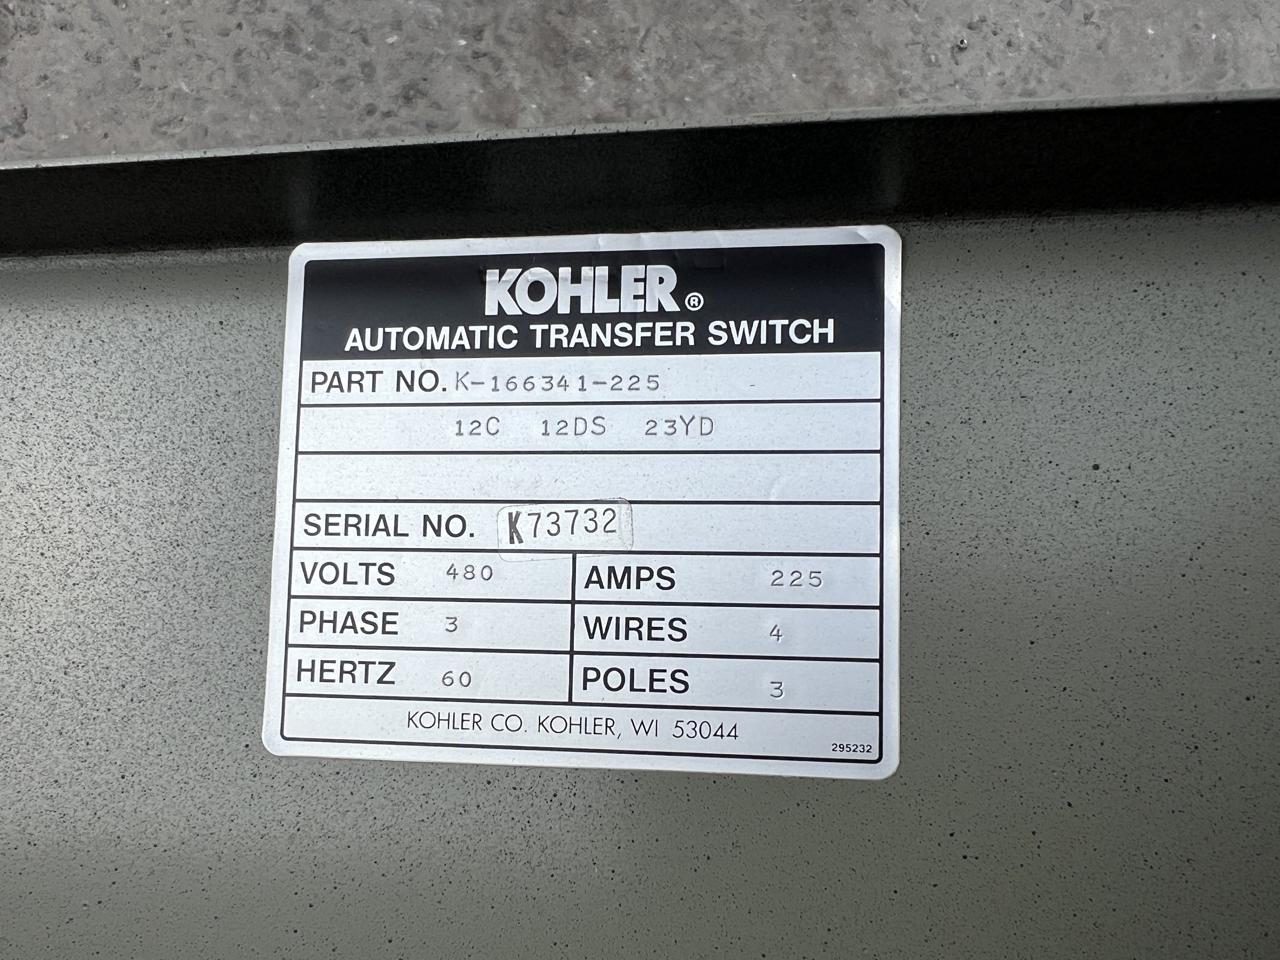 KOHLER®
AUTOMATIC TRANSFER SWITCH
PART NO. K-166341-225
12C 12DS 23YD
SERIAL NO. K73732
VOLTS 480 AMPS 225
PHASE 3 WIRES 4
HERTZ 60 POLES 3
KOHLER CO. KOHLER, WI 53044
295232